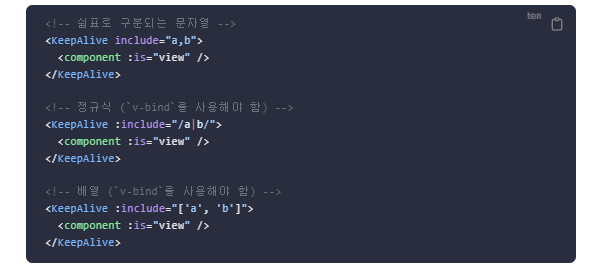 ten
<!-- 쉼표로 구분되는 문자열 -->
<KeepAlive include="a,b">
  <component :is="view" />
</KeepAlive>

<!-- 정규식 (`v-bind`를 사용해야 함) -->
<KeepAlive :include="/a|b/">
  <component :is="view" />
</KeepAlive>

<!-- 배열 (`v-bind`를 사용해야 함) -->
<KeepAlive :include="['a', 'b']">
  <component :is="view" />
</KeepAlive>